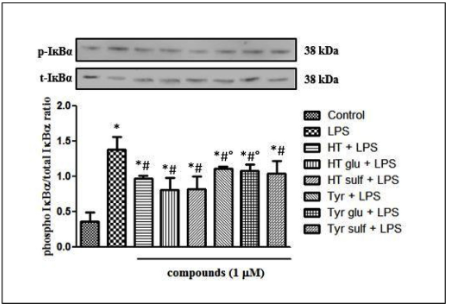 p-IκBα 38 kDa
t-IκBα 38 kDa
phospho IκBα/total IκBα ratio
2.0
1.5
1.0
0.5
0.0
* *# *# *# *#° *#° *#
Control
LPS
HT + LPS
HT glu + LPS
HT sulf + LPS
Tyr + LPS
Tyr glu + LPS
Tyr sulf + LPS
compounds (1 μM)